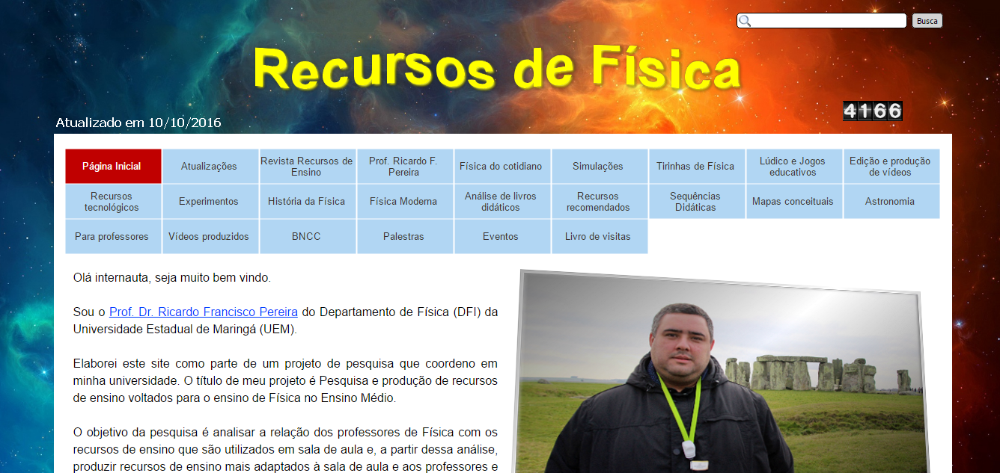 Busca
Recursos de Física
4166
Atualizado em 10/10/2016
Página Inicial
Atualizações
Revista Recursos de
Ensino
Prof. Ricardo F.
Pereira
Física do cotidiano
Simulações
Tirinhas de Física
Lúdico e Jogos
educativos
Edição e produção
de vídeos
Recursos
tecnológicos
Experimentos
História da Física
Física Moderna
Análise de livros
didáticos
Recursos
recomendados
Sequências
Didáticas
Mapas conceituais
Astronomia
Para professores
Vídeos produzidos
BNCC
Palestras
Eventos
Livro de visitas
Olá internauta, seja muito bem vindo.
Sou o Prof. Dr. Ricardo Francisco Pereira do Departamento de Física (DFI) da
Universidade Estadual de Maringá (UEM).
Elaborei este site como parte de um projeto de pesquisa que coordeno em
minha universidade. O título de meu projeto é Pesquisa e produção de recursos
de ensino voltados para o ensino de Física no Ensino Médio.
O objetivo da pesquisa é analisar a relação dos professores de Física com os
recursos de ensino que são utilizados em sala de aula e, a partir dessa análise,
produzir recursos de ensino mais adaptados à sala de aula e aos professores e